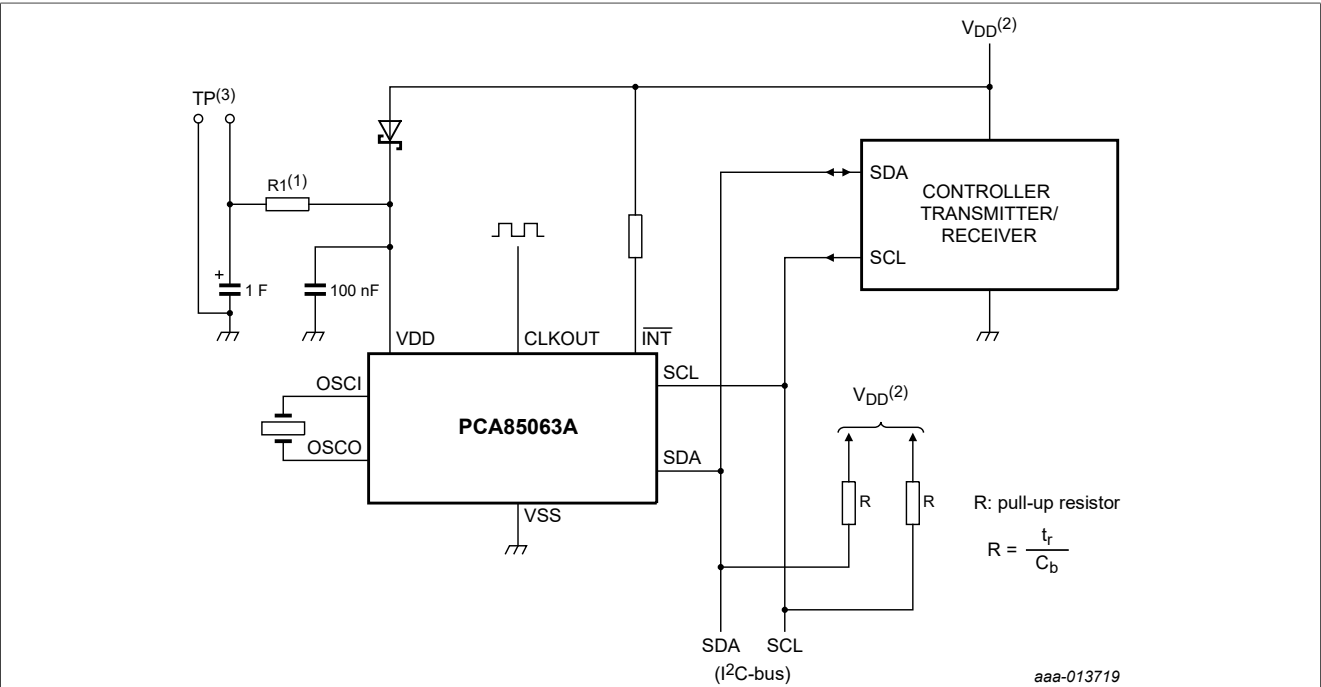 V_DD(2)
TP(3)
R1(1)
SDA
CONTROLLER
TRANSMITTER/
RECEIVER
SCL
+
1 F
100 nF
VDD
CLKOUT
INT
OSCI
OSCO
PCA85063A
SCL
SDA
VSS
V_DD(2)
R
R
R: pull-up resistor
R = t_r / C_b
SDA
SCL
(I2C-bus)
aaa-013719